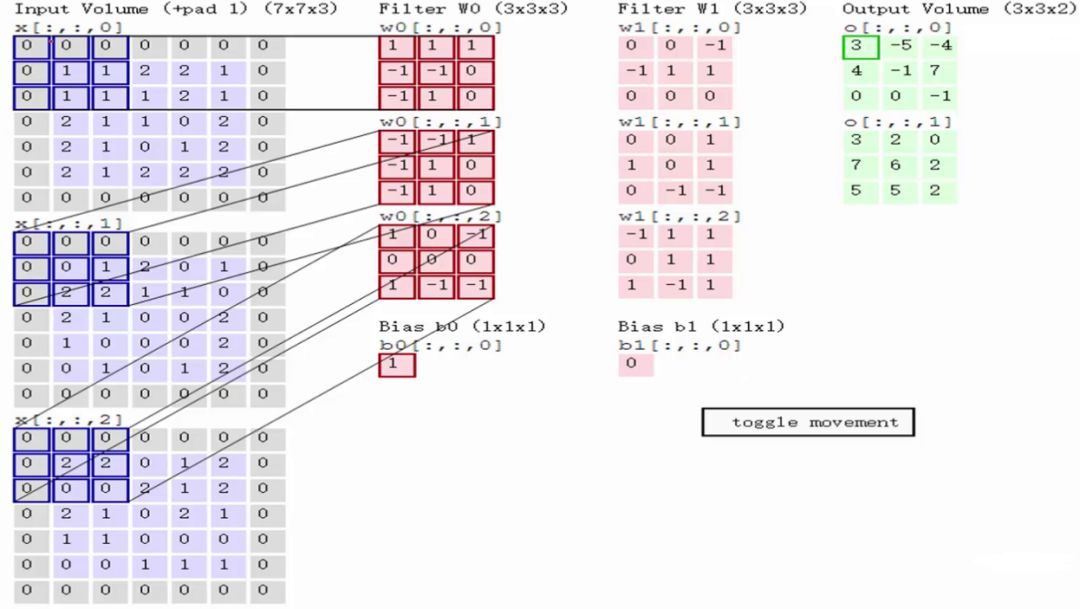 Input Volume (+pad 1) (7x7x3)
x[:,:,0]
0 0 0 0 0 0 0
0 1 1 2 2 1 0
0 1 1 1 2 1 0
0 2 1 1 0 2 0
0 2 1 0 1 2 0
0 2 1 2 2 2 0
0 0 0 0 0 0 0
x[:,:,1]
0 0 0 0 0 0 0
0 0 1 2 0 1 0
0 2 2 1 1 0 0
0 2 1 0 0 2 0
0 1 0 0 0 2 0
0 0 1 0 1 2 0
0 0 0 0 0 0 0
x[:,:,2]
0 0 0 0 0 0 0
0 2 2 0 1 2 0
0 0 0 2 1 2 0
0 2 1 0 2 1 0
0 1 1 0 0 0 0
0 0 0 1 1 1 0
0 0 0 0 0 0 0
Filter W0 (3x3x3)
w0[:,:,0]
1 1 1
-1 -1 0
-1 1 0
w0[:,:,1]
-1 -1 1
-1 1 0
-1 1 0
w0[:,:,2]
1 0 -1
0 0 0
1 -1 -1
Bias b0 (1x1x1)
b0[:,:,0]
1
Filter W1 (3x3x3)
w1[:,:,0]
0 0 -1
-1 1 1
0 0 0
w1[:,:,1]
0 0 1
1 0 1
0 -1 -1
w1[:,:,2]
-1 1 1
0 1 1
1 -1 1
Bias b1 (1x1x1)
b1[:,:,0]
0
Output Volume (3x3x2)
o[:,:,0]
3 -5 -4
4 -1 7
0 0 -1
o[:,:,1]
3 2 0
7 6 2
5 5 2
toggle movement